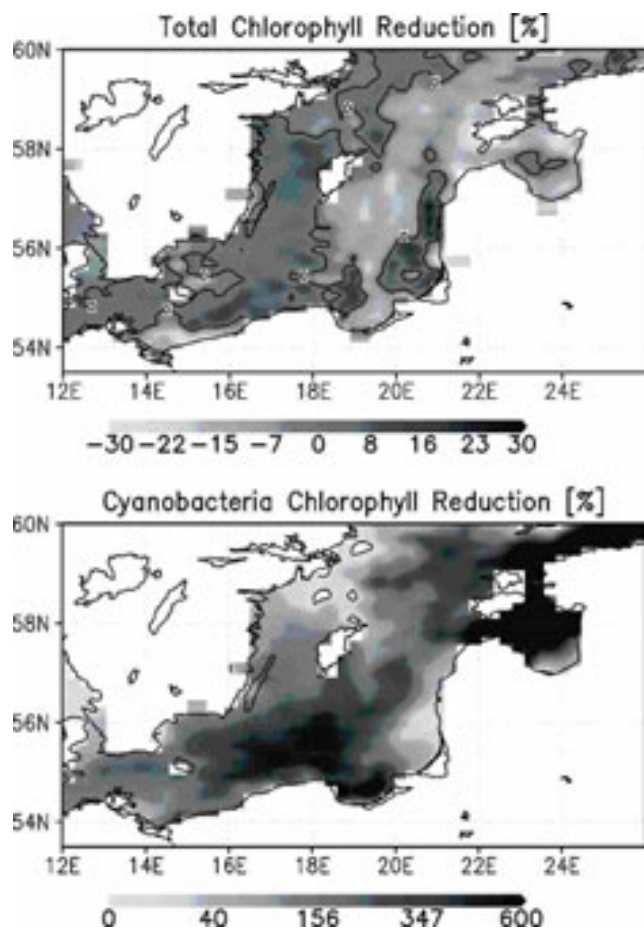 Total Chlorophyll Reduction [%]
60N
58N
56N
54N
12E 14E 16E 18E 20E 22E 24E
-30 -22 -15 -7 0 8 16 23 30
Cyanobacteria Chlorophyll Reduction [%]
60N
58N
56N
54N
12E 14E 16E 18E 20E 22E 24E
0 40 156 347 600